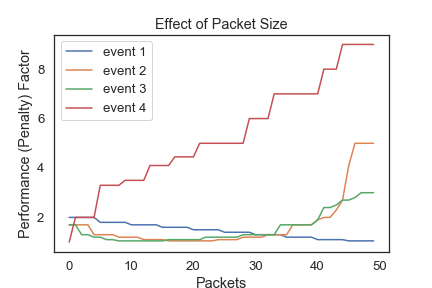 Effect of Packet Size
event 1
event 2
event 3
event 4
Performance (Penalty) Factor
8
6
4
2
0 10 20 30 40 50
Packets